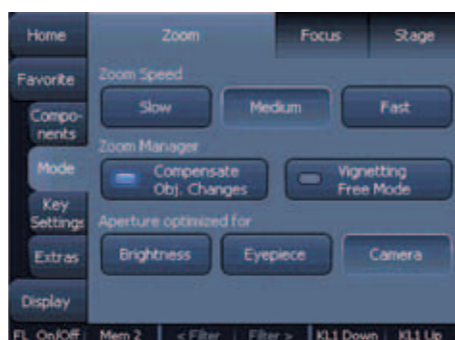 Home Zoom Focus Stage
Favorite Zoom Speed
Slow Medium Fast
Compo-
nents
Zoom Manager
Mode Compensate
Obj. Changes Vignetting
Free Mode
Key
Settings Aperture optimized for
Extras Brightness Eyepiece Camera
Display
FL On/Off Mem 2 < Filter Filter > KL1 Down KL1 Up